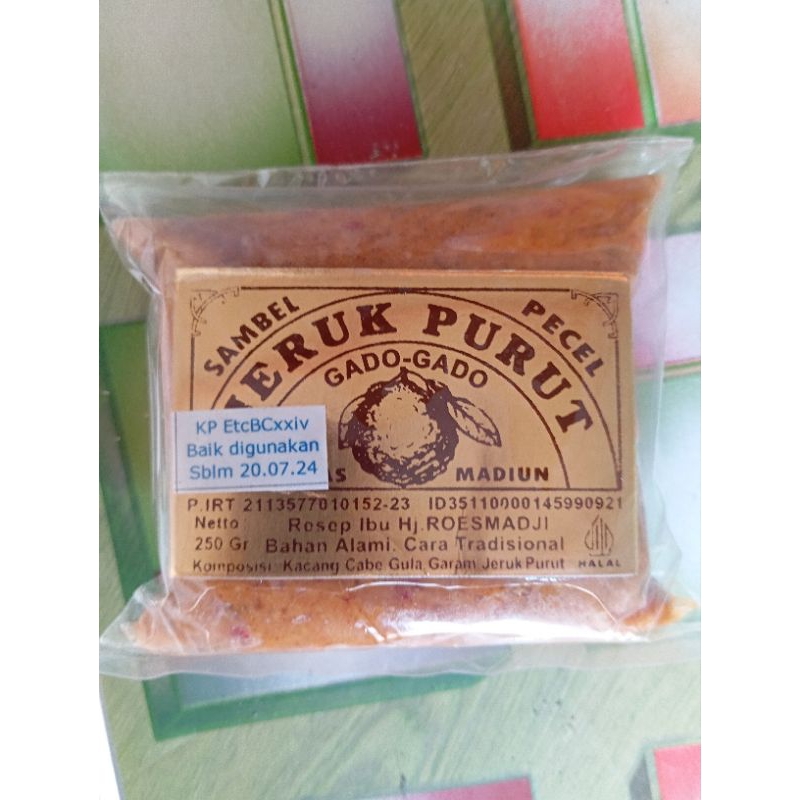 SAMBEL PECEL
JERUK PURUT
GADO-GADO
KP EtcBCxxiv
Baik digunakan
Sblm 20.07.24
MADIUN
P.IRT 2113577010152-23 ID35110000145990921
Netto Resep Ibu Hj.ROESMADJI
250 Gr Bahan Alami. Cara Tradisional
Komposisi: Kacang Cabe Gula Garam Jeruk Purut
HALAL